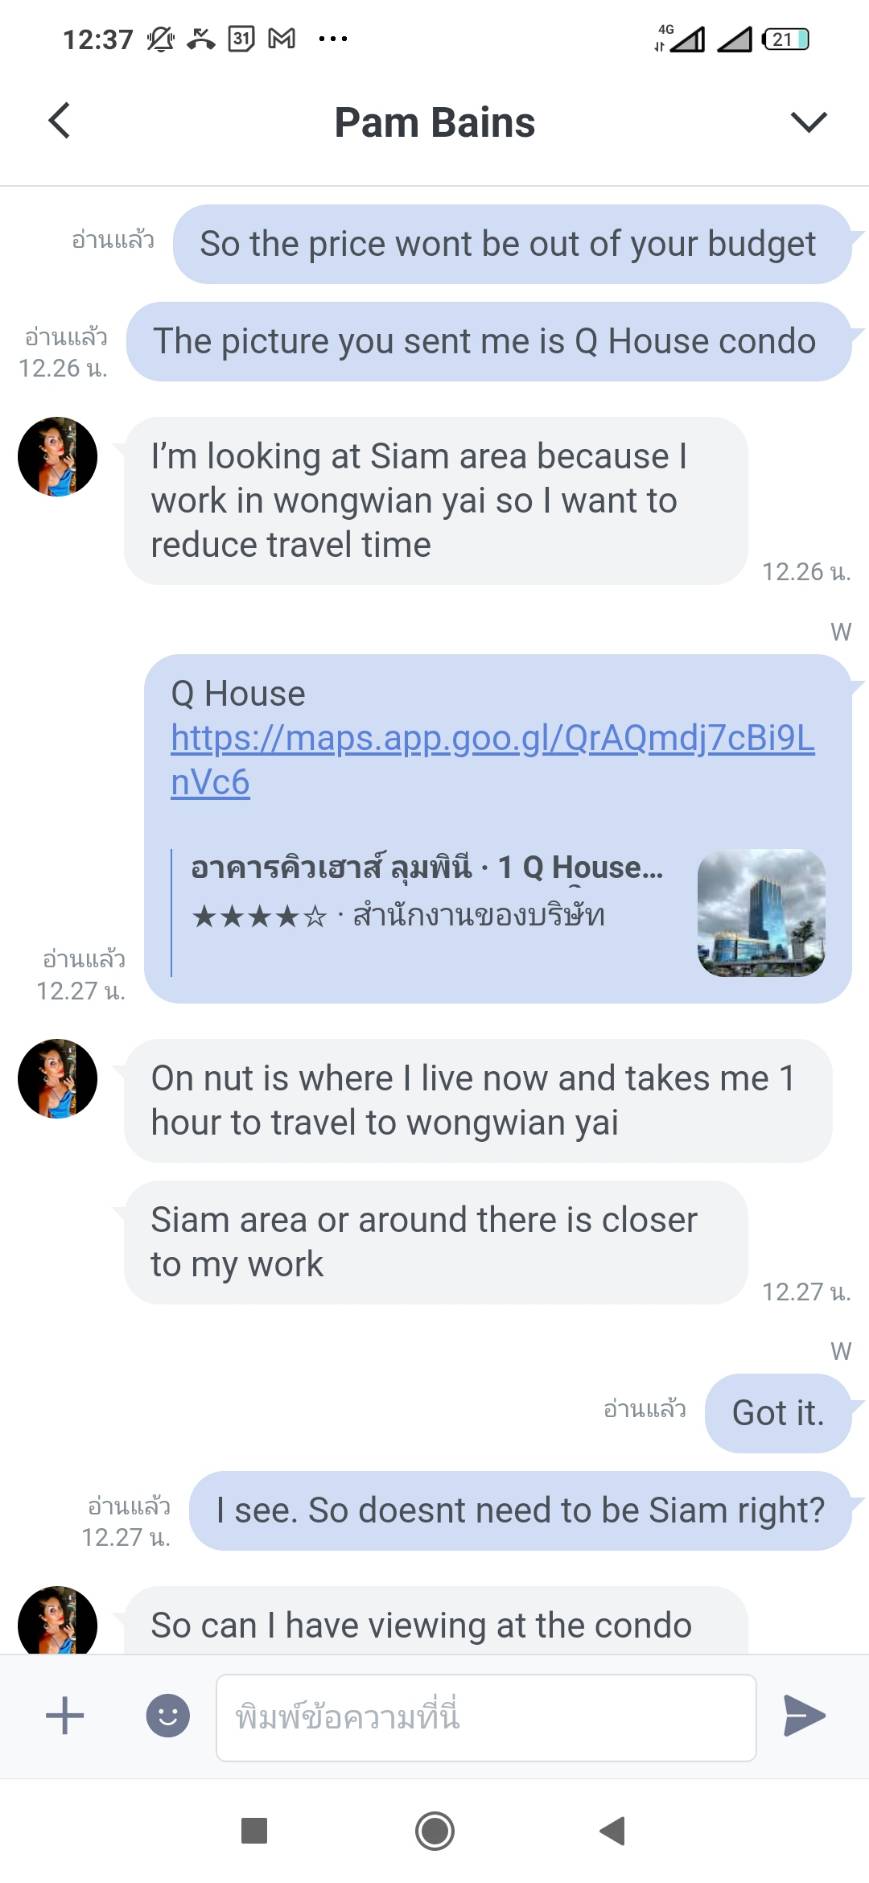 12:37
31
4G
21
Pam Bains
อ่านแล้ว
So the price wont be out of your budget
อ่านแล้ว
12.26 น.
The picture you sent me is Q House condo
I'm looking at Siam area because I
work in wongwian yai so I want to
reduce travel time
12.26 น.
W
Q House
https://maps.app.goo.gl/QrAQmdj7cBi9L
nVc6
อาคารคิวเฮาส์ ลุมพินี · 1 Q House...
★★★★☆ · สำนักงานของบริษัท
อ่านแล้ว
12.27 น.
On nut is where I live now and takes me 1
hour to travel to wongwian yai
Siam area or around there is closer
to my work
12.27 น.
W
อ่านแล้ว
Got it.
อ่านแล้ว
12.27 น.
I see. So doesnt need to be Siam right?
So can I have viewing at the condo
พิมพ์ข้อความที่นี่